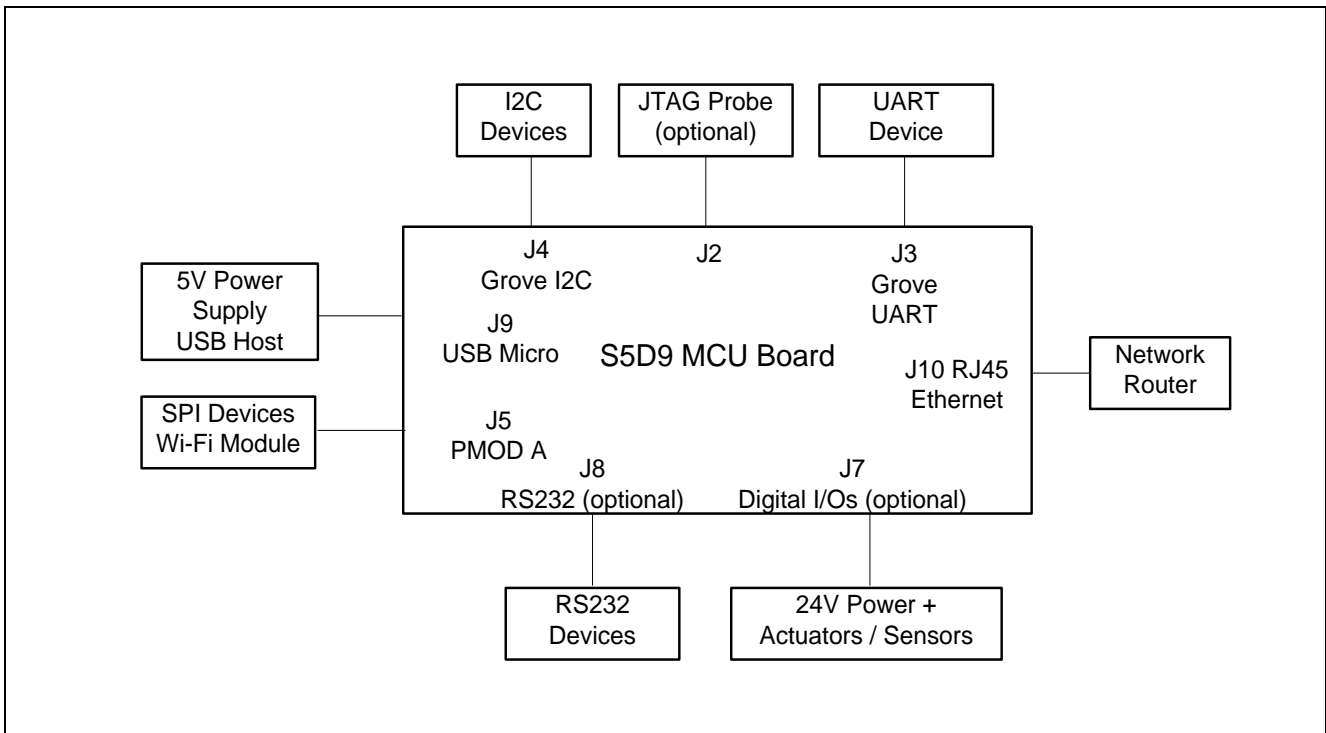 I2C
Devices
JTAG Probe
(optional)
UART
Device
J4
Grove I2C
J2
J3
Grove
UART
5V Power
Supply
USB Host
J9
USB Micro
S5D9 MCU Board
J10 RJ45
Ethernet
Network
Router
SPI Devices
Wi-Fi Module
J5
PMOD A
J8
RS232 (optional)
J7
Digital I/Os (optional)
RS232
Devices
24V Power +
Actuators / Sensors